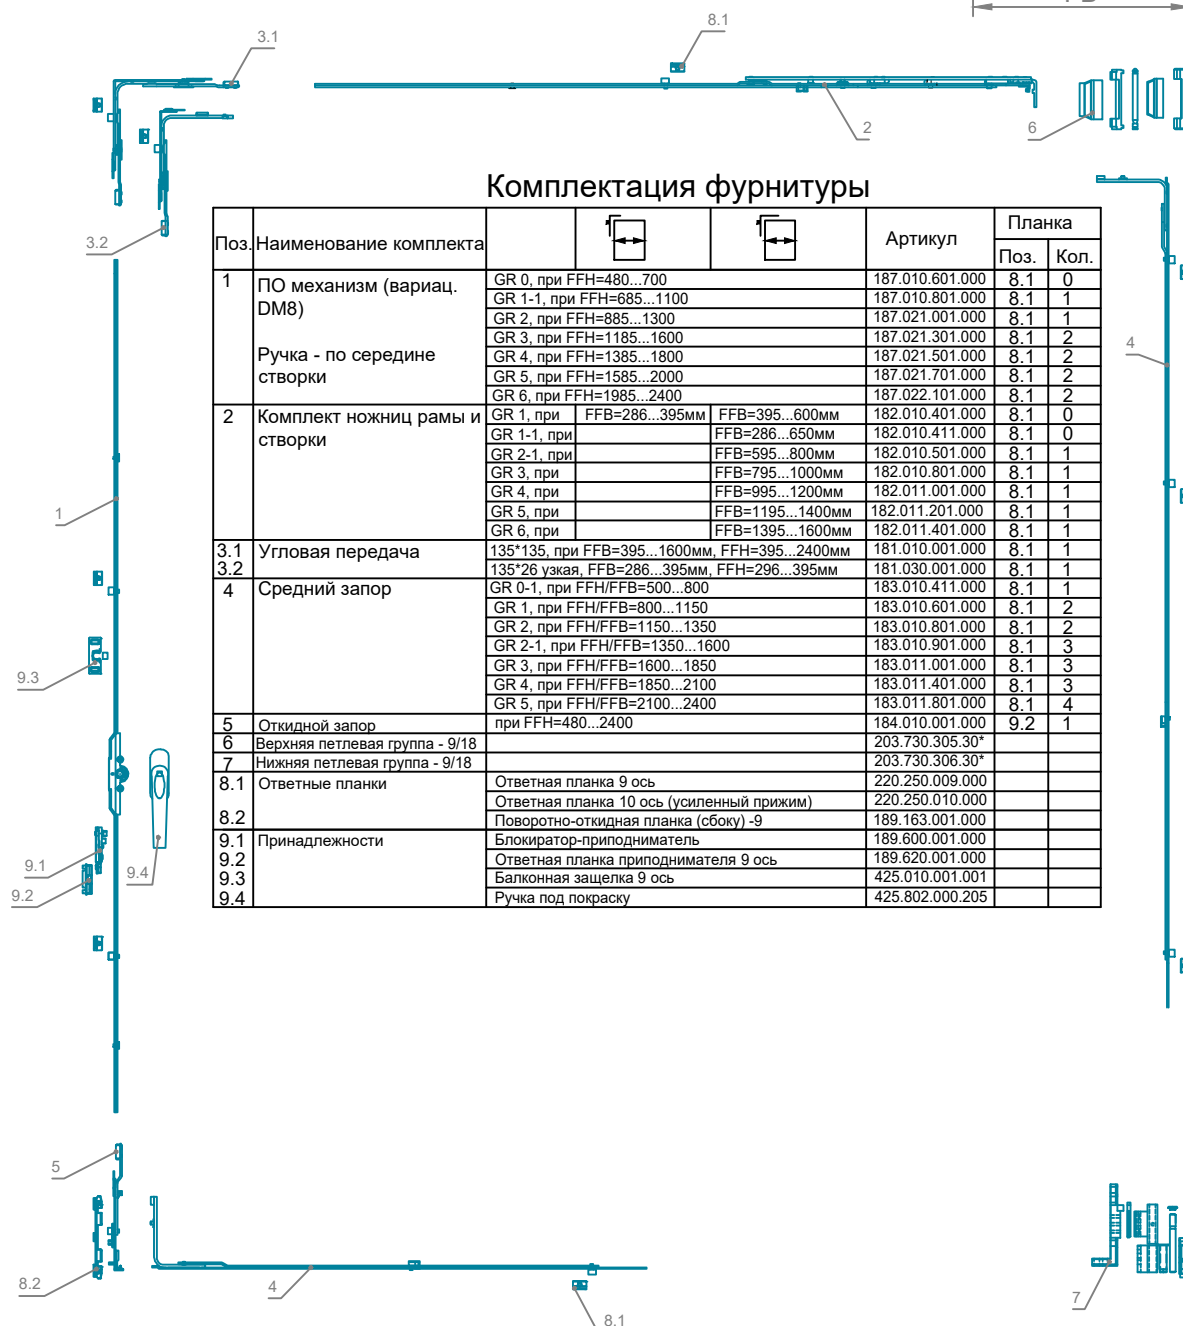 8.1
3.1
2
6
3.2
Комплектация фурнитуры
Поз. Наименование комплекта Артикул Планка
Поз. Кол.
1 ПО механизм (вариац. DM8)
Ручка - по середине створки
GR 0, при FFH=480...700 187.010.601.000 8.1 0
GR 1-1, при FFH=685...1100 187.010.801.000 8.1 1
GR 2, при FFH=885...1300 187.021.001.000 8.1 1
GR 3, при FFH=1185...1600 187.021.301.000 8.1 2
GR 4, при FFH=1385...1800 187.021.501.000 8.1 2
GR 5, при FFH=1585...2000 187.021.701.000 8.1 2
GR 6, при FFH=1985...2400 187.022.101.000 8.1 2
2 Комплект ножниц рамы и створки
GR 1, при FFB=286...395мм FFB=395...600мм 182.010.401.000 8.1 0
GR 1-1, при FFB=286...650мм 182.010.411.000 8.1 0
GR 2-1, при FFB=595...800мм 182.010.501.000 8.1 1
GR 3, при FFB=795...1000мм 182.010.801.000 8.1 1
GR 4, при FFB=995...1200мм 182.011.001.000 8.1 1
GR 5, при FFB=1195...1400мм 182.011.201.000 8.1 1
GR 6, при FFB=1395...1600мм 182.011.401.000 8.1 1
3.1 Угловая передача 135*135, при FFB=395...1600мм, FFH=395...2400мм 181.010.001.000 8.1 1
3.2 135*26 узкая, FFB=286...395мм, FFH=296...395мм 181.030.001.000 8.1 1
4 Средний запор GR 0-1, при FFH/FFB=500...800 183.010.411.000 8.1 1
GR 1, при FFH/FFB=800...1150 183.010.601.000 8.1 2
GR 2, при FFH/FFB=1150...1350 183.010.801.000 8.1 2
GR 2-1, при FFH/FFB=1350...1600 183.010.901.000 8.1 3
GR 3, при FFH/FFB=1600...1850 183.011.001.000 8.1 3
GR 4, при FFH/FFB=1850...2100 183.011.401.000 8.1 3
GR 5, при FFH/FFB=2100...2400 183.011.801.000 8.1 4
5 Откидной запор при FFH=480...2400 184.010.001.000 9.2 1
6 Верхняя петлевая группа - 9/18 203.730.305.30*
7 Нижняя петлевая группа - 9/18 203.730.306.30*
8.1 Ответные планки Ответная планка 9 ось 220.250.009.000
Ответная планка 10 ось (усиленный прижим) 220.250.010.000
8.2 Поворотно-откидная планка (сбоку) -9 189.163.001.000
9.1 Принадлежности Блокиратор-приподниматель 189.600.001.000
9.2 Ответная планка приподнимателя 9 ось 189.620.001.000
9.3 Балконная защелка 9 ось 425.010.001.001
9.4 Ручка под покраску 425.802.000.205
4
1
9.3
9.1
9.4
9.2
5
8.2
4
8.1
7